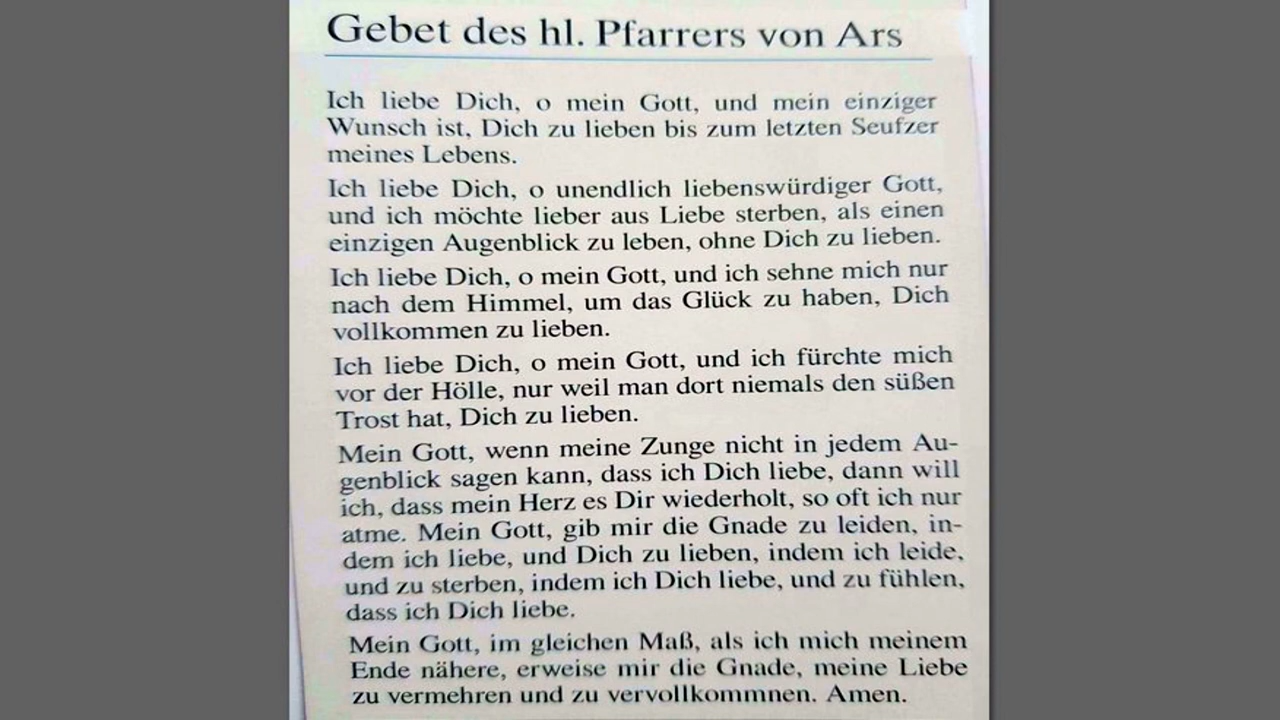 Gebet des hl. Pfarrers von Ars
Ich liebe Dich, o mein Gott, und mein einziger
Wunsch ist, Dich zu lieben bis zum letzten Seufzer
meines Lebens.
Ich liebe Dich, o unendlich liebenswürdiger Gott,
und ich möchte lieber aus Liebe sterben, als einen
einzigen Augenblick zu leben, ohne Dich zu lieben.
Ich liebe Dich, o mein Gott, und ich sehne mich nur
nach dem Himmel, um das Glück zu haben, Dich
vollkommen zu lieben.
Ich liebe Dich, o mein Gott, und ich fürchte mich
vor der Hölle, nur weil man dort niemals den süßen
Trost hat, Dich zu lieben.
Mein Gott, wenn meine Zunge nicht in jedem Au-
genblick sagen kann, dass ich Dich liebe, dann will
ich, dass mein Herz es Dir wiederholt, so oft ich nur
atme. Mein Gott, gib mir die Gnade zu leiden, in-
dem ich liebe, und Dich zu lieben, indem ich leide,
und zu sterben, indem ich Dich liebe, und zu fühlen,
dass ich Dich liebe.
Mein Gott, im gleichen Maß, als ich mich meinem
Ende nähere, erweise mir die Gnade, meine Liebe
zu vermehren und zu vervollkommnen. Amen.